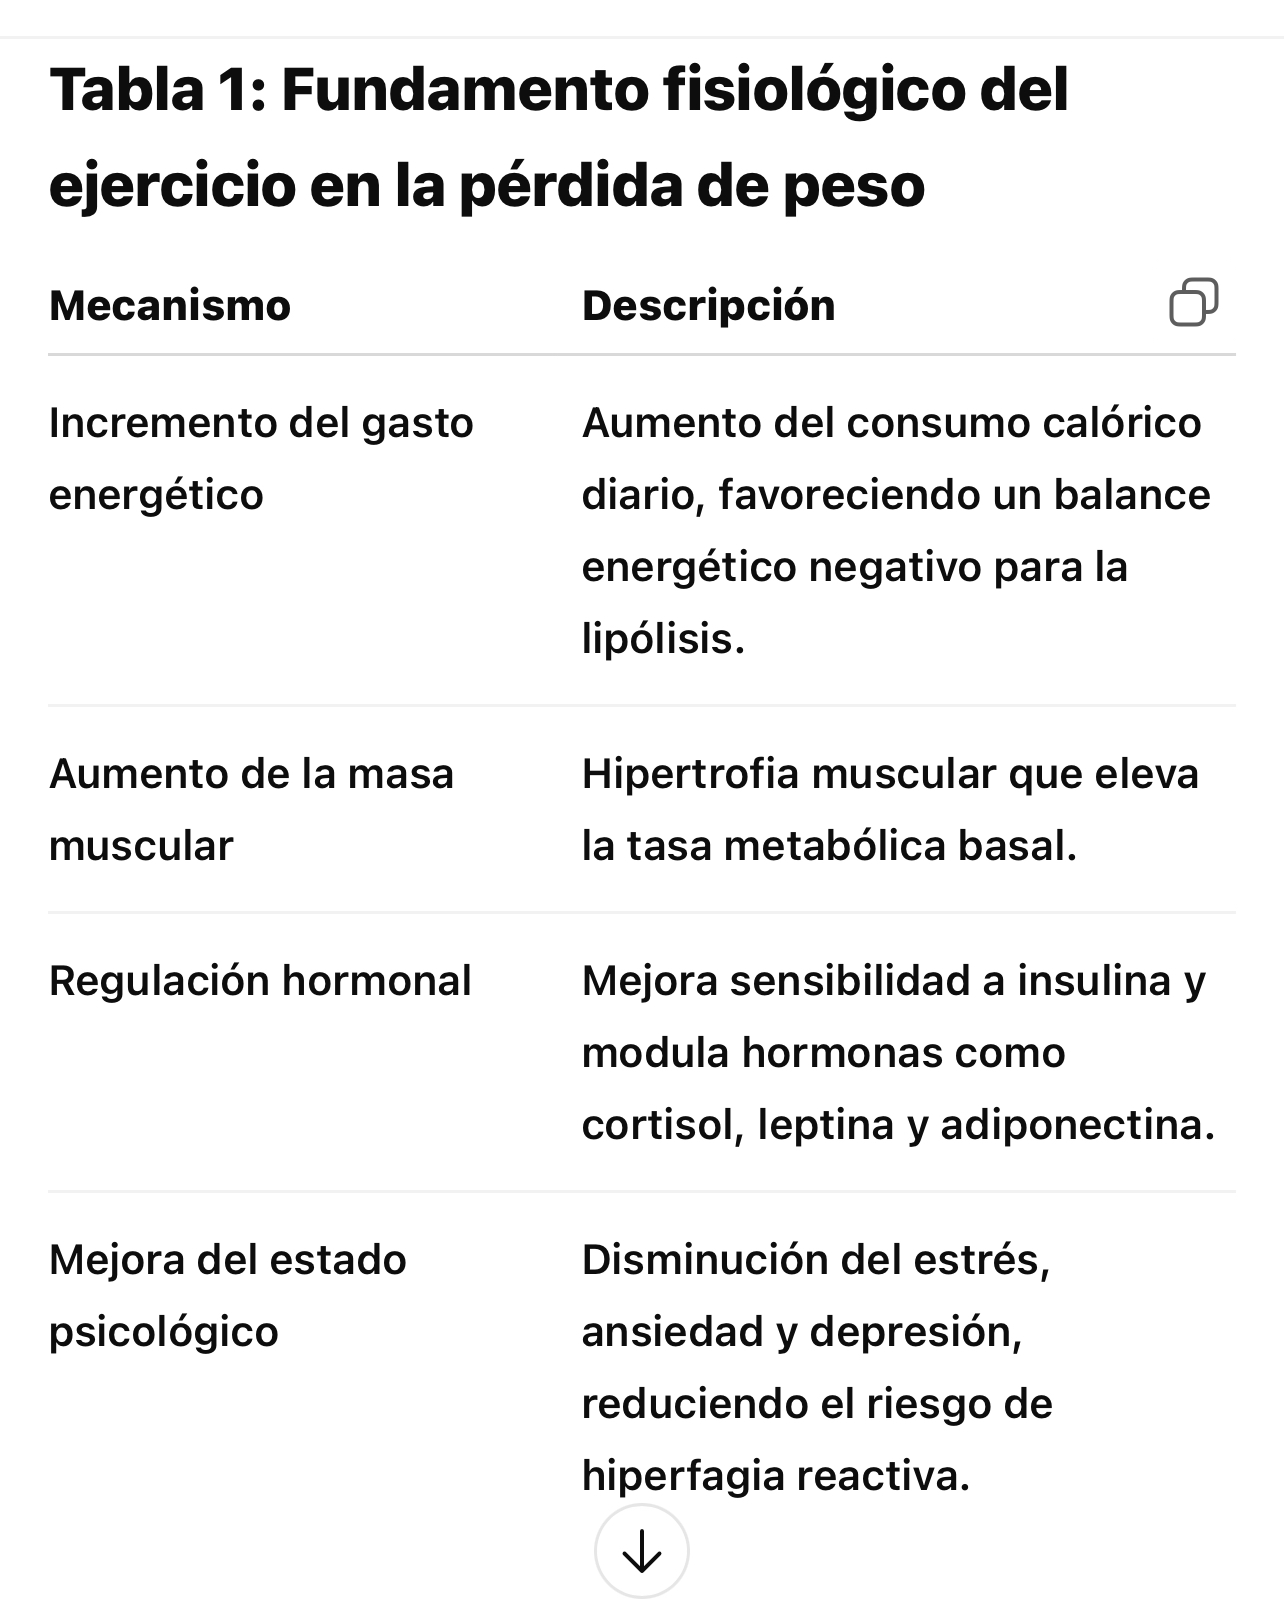 Tabla 1: Fundamento fisiológico del
ejercicio en la pérdida de peso
Mecanismo
Descripción
Incremento del gasto
energético
Aumento del consumo calórico
diario, favoreciendo un balance
energético negativo para la
lipólisis.
Aumento de la masa
muscular
Hipertrofia muscular que eleva
la tasa metabólica basal.
Regulación hormonal
Mejora sensibilidad a insulina y
modula hormonas como
cortisol, leptina y adiponectina.
Mejora del estado
psicológico
Disminución del estrés,
ansiedad y depresión,
reduciendo el riesgo de
hiperfagia reactiva.